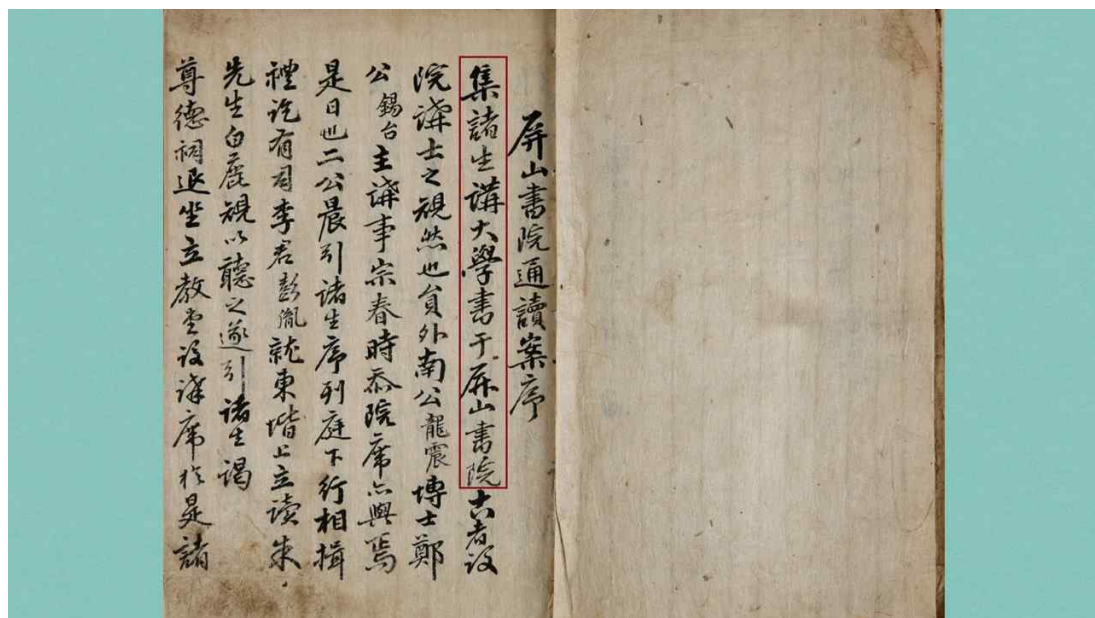 屛山書院通讀案序
集諸生講大學書于屛山書院古者設
院講士之規然也員外南公龍震博士鄭
公錫台主講事宗春時忝院席亦與焉
是日也二公晨引諸生序列庭下行相揖
禮訖有司李君彭胤就東堦上立讀朱
先生白鹿規以聽之遂引諸生謁
尊德祠退坐立敎堂設講席於是諸